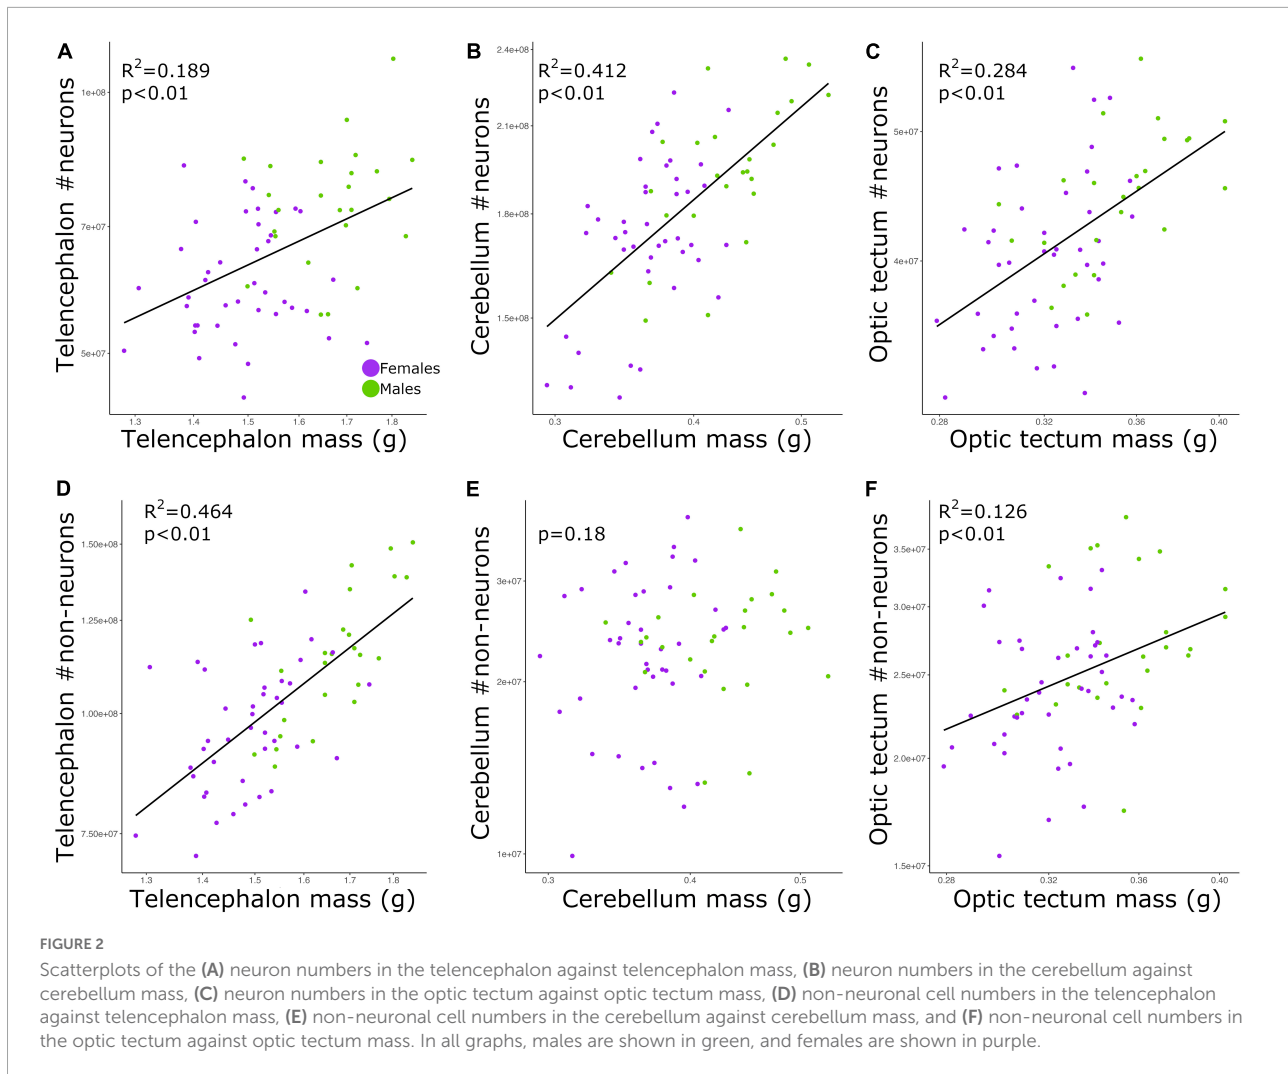 A
R²=0.189
p<0.01
Telencephalon #neurons
1e+08
7e+07
5e+07
Females
Males
1.3 1.4 1.5 1.6 1.7 1.8
Telencephalon mass (g)
B
R²=0.412
p<0.01
Cerebellum #neurons
2.4e+08
2.1e+08
1.8e+08
1.5e+08
0.3 0.4 0.5
Cerebellum mass (g)
C
R²=0.284
p<0.01
Optic tectum #neurons
5e+07
4e+07
0.28 0.32 0.36 0.40
Optic tectum mass (g)
D
R²=0.464
p<0.01
Telencephalon #non-neurons
1.50e+08
1.25e+08
1.00e+08
7.50e+07
1.3 1.4 1.5 1.6 1.7 1.8
Telencephalon mass (g)
E
p=0.18
Cerebellum #non-neurons
3e+07
2e+07
1e+07
0.3 0.4 0.5
Cerebellum mass (g)
F
R²=0.126
p<0.01
Optic tectum #non-neurons
3.5e+07
3.0e+07
2.5e+07
2.0e+07
1.5e+07
0.28 0.32 0.36 0.40
Optic tectum mass (g)
FIGURE 2
Scatterplots of the (A) neuron numbers in the telencephalon against telencephalon mass, (B) neuron numbers in the cerebellum against
cerebellum mass, (C) neuron numbers in the optic tectum against optic tectum mass, (D) non-neuronal cell numbers in the telencephalon
against telencephalon mass, (E) non-neuronal cell numbers in the cerebellum against cerebellum mass, and (F) non-neuronal cell numbers in
the optic tectum against optic tectum mass. In all graphs, males are shown in green, and females are shown in purple.